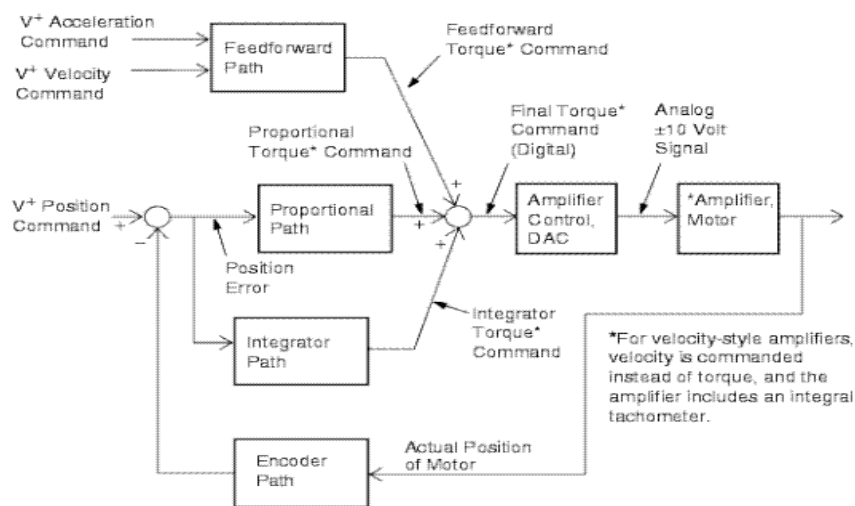 V+ Acceleration
Command
V+ Velocity
Command
Feedforward
Path
Feedforward
Torque* Command
Proportional
Torque* Command
Final Torque*
Command
(Digital)
Analog
±10 Volt
Signal
V+ Position
Command
+
−
Proportional
Path
+
+
+
Amplifier
Control,
DAC
*Amplifier,
Motor
Position
Error
Integrator
Path
Integrator
Torque*
Command
*For velocity-style amplifiers,
velocity is commanded
instead of torque, and the
amplifier includes an integral
tachometer.
Encoder
Path
Actual Position
of Motor